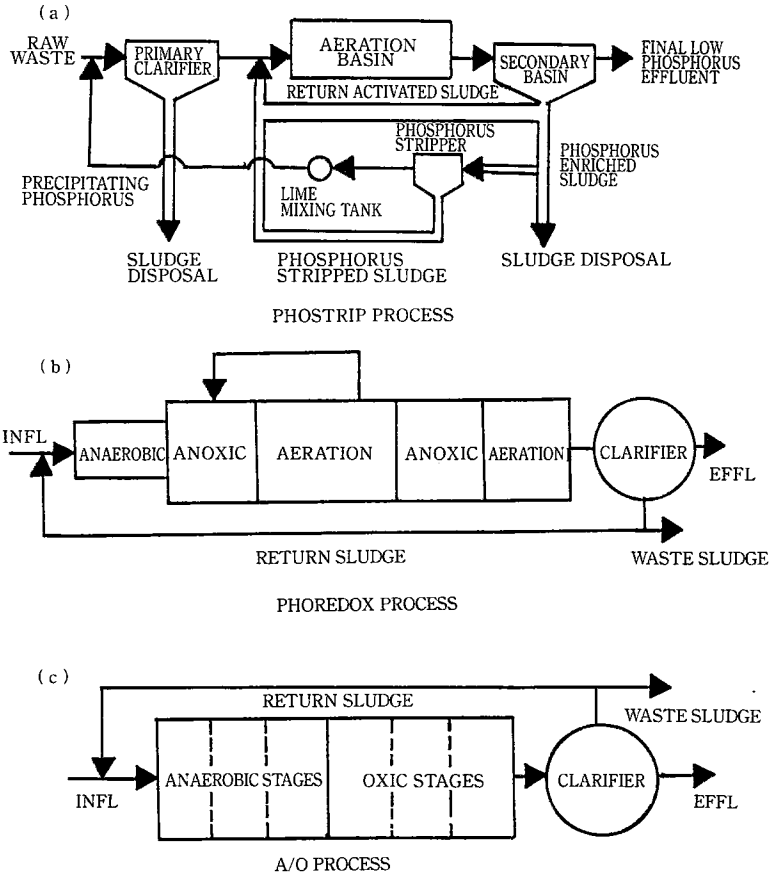 (a)
RAW
WASTE
PRIMARY
CLARIFIER
AERATION
BASIN
SECONDARY
BASIN
FINAL LOW
PHOSPHORUS
EFFLUENT
RETURN ACTIVATED SLUDGE
PHOSPHORUS
STRIPPER
PHOSPHORUS
ENRICHED
SLUDGE
PRECIPITATING
PHOSPHORUS
LIME
MIXING TANK
SLUDGE
DISPOSAL
PHOSPHORUS
STRIPPED SLUDGE
SLUDGE DISPOSAL
PHOSTRIP PROCESS
(b)
INFL
ANAEROBIC
ANOXIC
AERATION
ANOXIC
AERATION
CLARIFIER
EFFL
RETURN SLUDGE
WASTE SLUDGE
PHOREDOX PROCESS
(c)
RETURN SLUDGE
WASTE SLUDGE
INFL
ANAEROBIC STAGES
OXIC STAGES
CLARIFIER
EFFL
A/O PROCESS